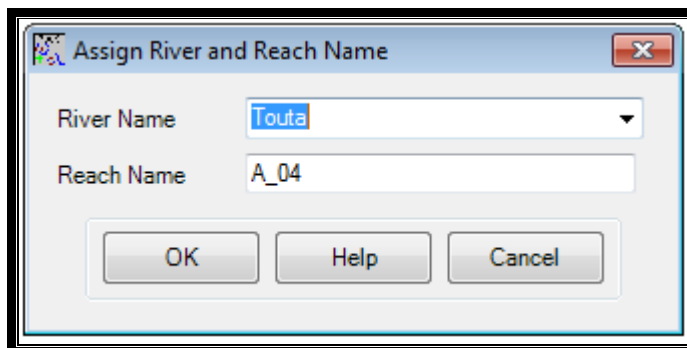 Assign River and Reach Name
River Name Touta
Reach Name A_04
OK Help Cancel